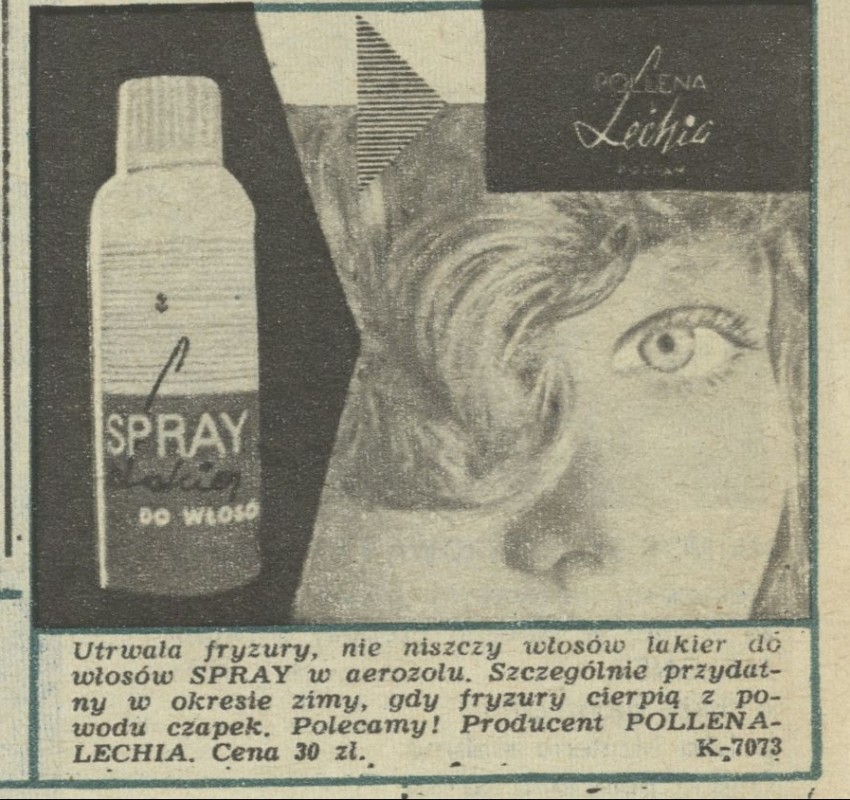 POLLENA
Lechia
POZNAŃ
SPRAY
lakier
DO WŁOSÓ
Utrwala fryzury, nie niszczy włosów lakier do
włosów SPRAY w aerozolu. Szczególnie przydat-
ny w okresie zimy, gdy fryzury cierpią z po-
wodu czapek. Polecamy! Producent POLLENA-
LECHIA. Cena 30 zł.
K-7073